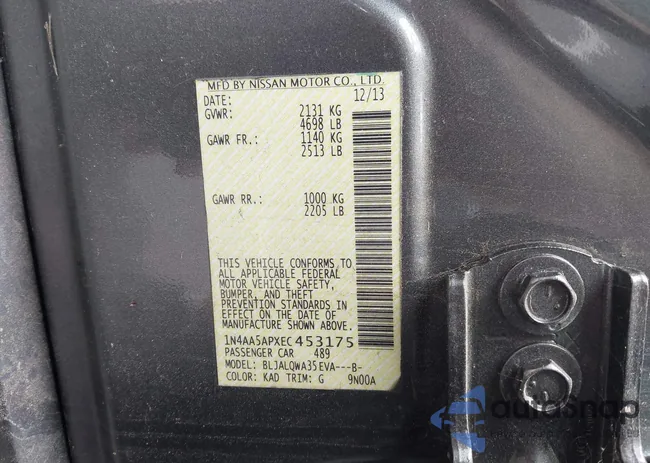 MFD BY NISSAN MOTOR CO., LTD.
DATE: 12/13
GVWR: 2131 KG
4698 LB
GAWR FR.: 1140 KG
2513 LB
GAWR RR.: 1000 KG
2205 LB
THIS VEHICLE CONFORMS TO
ALL APPLICABLE FEDERAL
MOTOR VEHICLE SAFETY,
BUMPER, AND THEFT
PREVENTION STANDARDS IN
EFFECT ON THE DATE OF
MANUFACTURE SHOWN ABOVE.
1N4AA5APXEC453175
PASSENGER CAR 489
MODEL: BLJALQWA35EVA---B-
COLOR: KAD TRIM: G 9N00A
AutoSnap